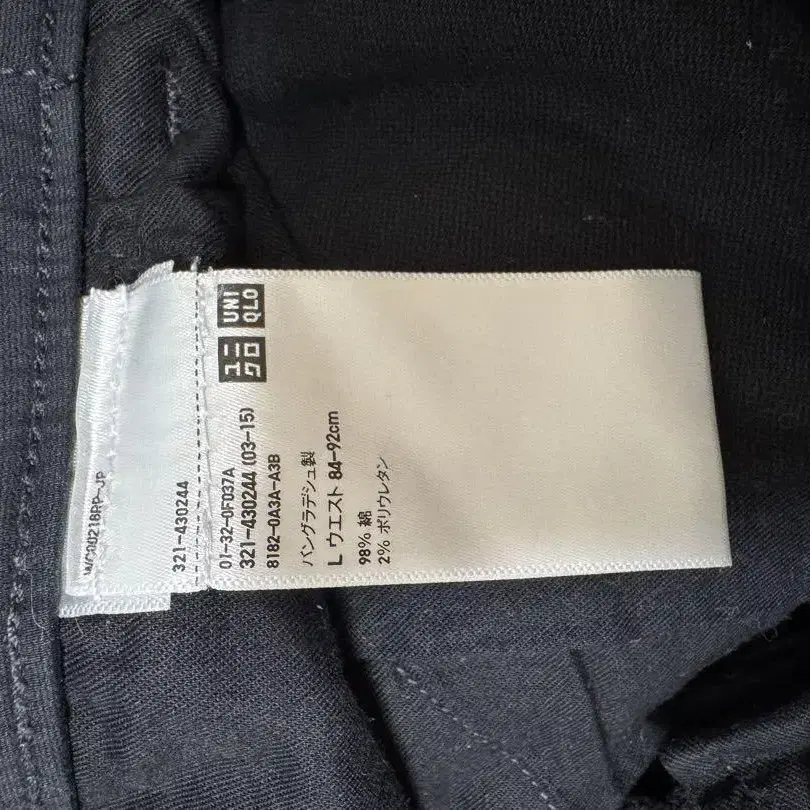 UNI
QLO
ユニ
クロ
WC00216RP-JP
321-430244
01-32-0F037A
321-430244 (03-15)
8182-0A3A-A3B
バングラデシュ製
L ウエスト 84-92cm
98% 綿
2% ポリウレタン